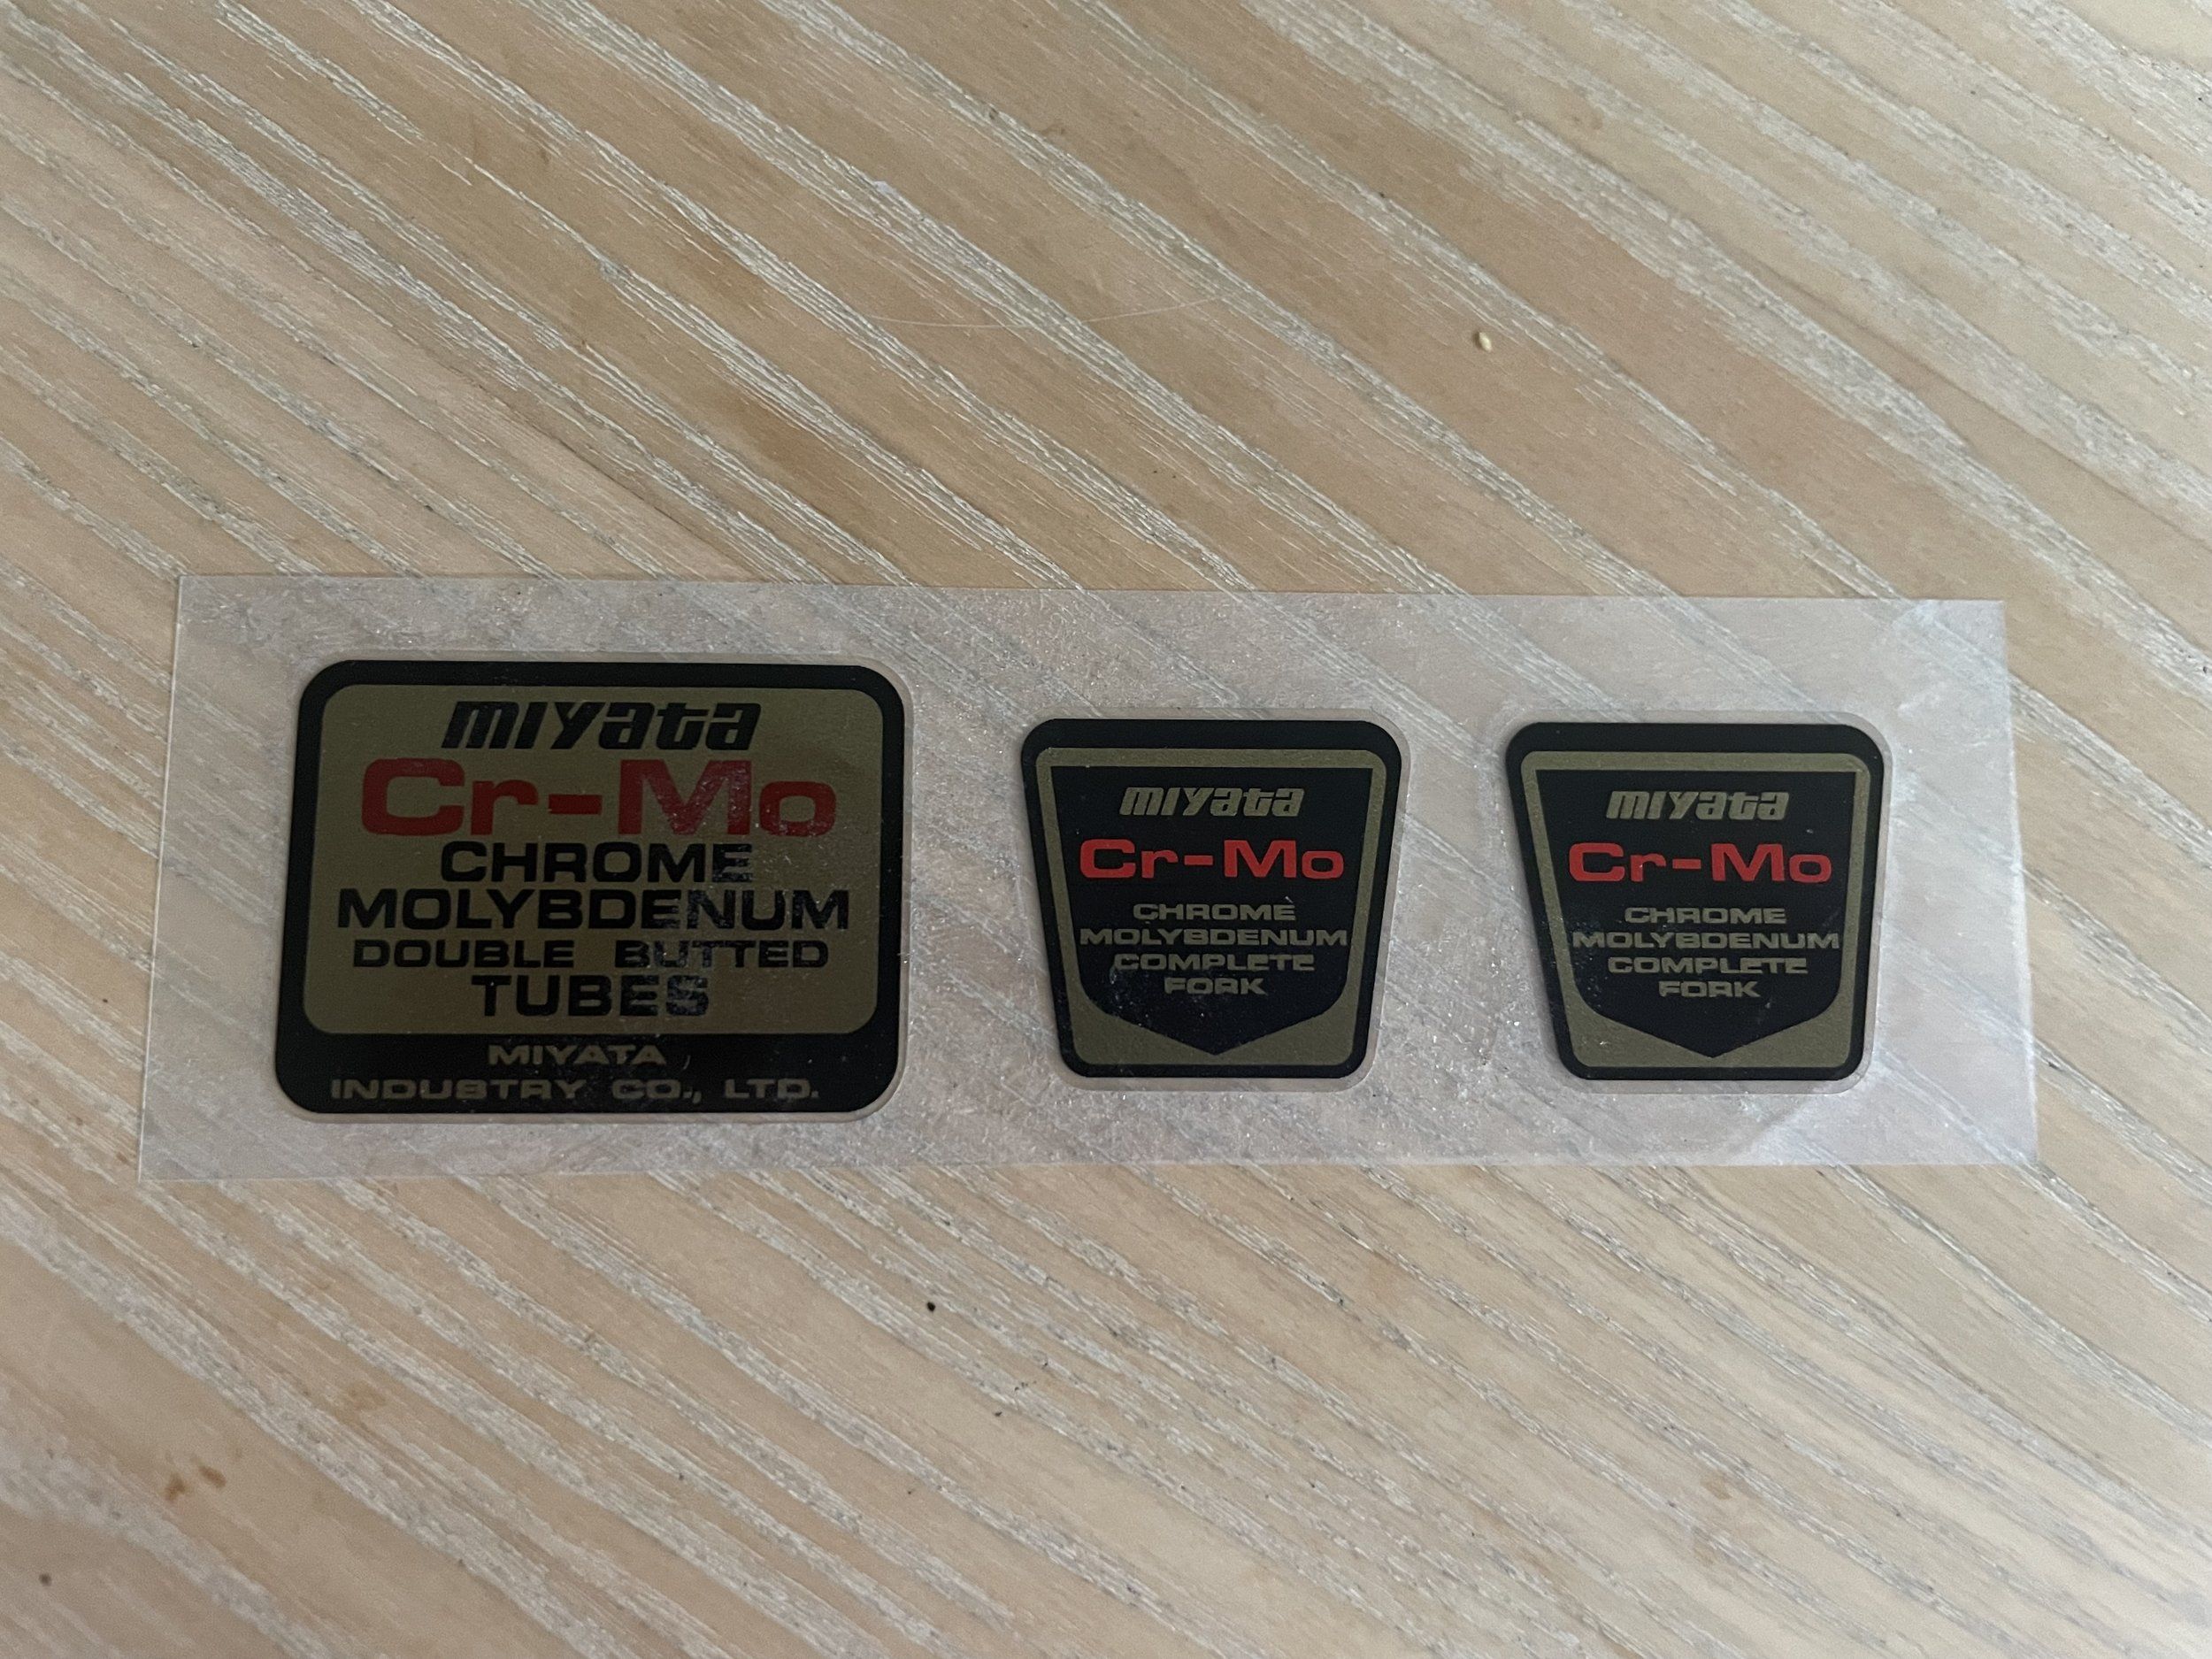 miyata
Cr-Mo
CHROME
MOLYBDENUM
DOUBLE BUTTED
TUBES
MIYATA
INDUSTRY CO., LTD.
miyata
Cr-Mo
CHROME
MOLYBDENUM
COMPLETE
FORK
miyata
Cr-Mo
CHROME
MOLYBDENUM
COMPLETE
FORK